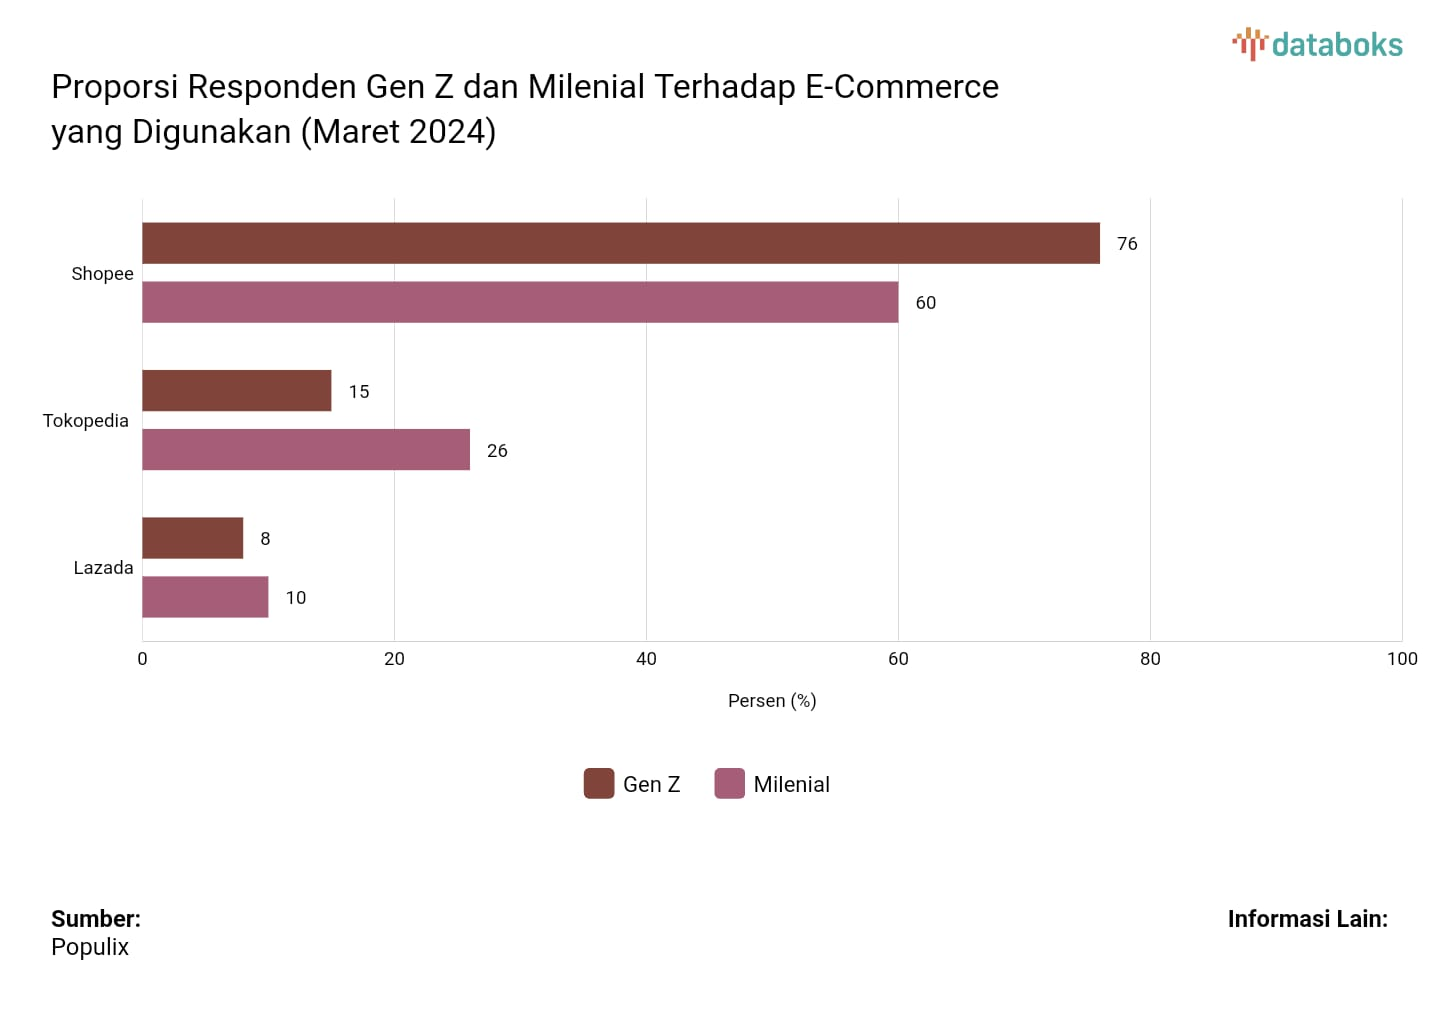 databoks
Proporsi Responden Gen Z dan Milenial Terhadap E-Commerce
yang Digunakan (Maret 2024)
Shopee
76
60
Tokopedia
15
26
Lazada
8
10
0 20 40 60 80 100
Persen (%)
Gen Z Milenial
Sumber:
Populix
Informasi Lain: